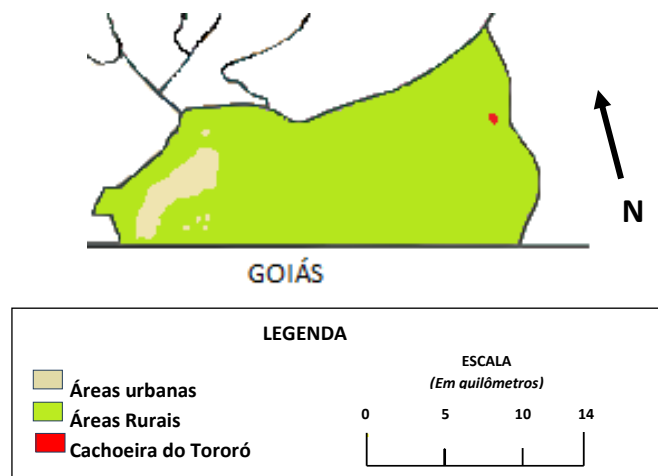 N
GOIÁS
LEGENDA
Áreas urbanas
Áreas Rurais
Cachoeira do Tororó
ESCALA
(Em quilômetros)
0 5 10 14